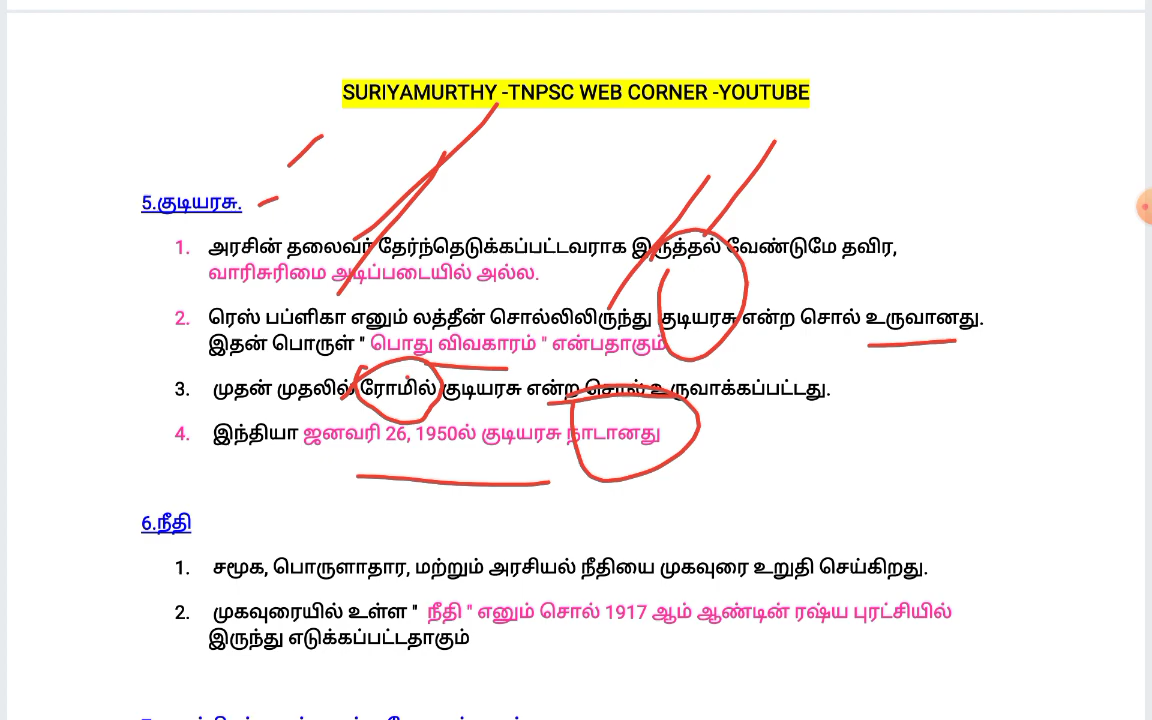 SURIYAMURTHY -TNPSC WEB CORNER -YOUTUBE
5.குடியரசு.
1. அரசின் தலைவர் தேர்ந்தெடுக்கப்பட்டவராக இருத்தல் வேண்டுமே தவிர,
வாரிசுரிமை அடிப்படையில் அல்ல.
2. ரெஸ் பப்ளிகா எனும் லத்தீன் சொல்லிலிருந்து குடியரசு என்ற சொல் உருவானது.
இதன் பொருள் " பொது விவகாரம் " என்பதாகும்
3. முதன் முதலில் ரோமில் குடியரசு என்ற சொல் உருவாக்கப்பட்டது.
4. இந்தியா ஜனவரி 26, 1950ல் குடியரசு நாடானது
6.நீதி
1. சமூக, பொருளாதார, மற்றும் அரசியல் நீதியை முகவுரை உறுதி செய்கிறது.
2. முகவுரையில் உள்ள " நீதி " எனும் சொல் 1917 ஆம் ஆண்டின் ரஷ்ய புரட்சியில்
இருந்து எடுக்கப்பட்டதாகும்